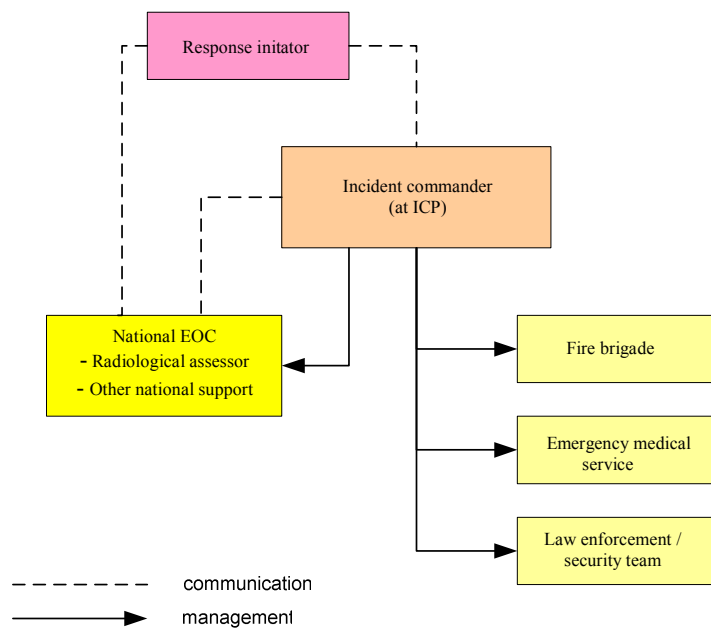 Response initator
Incident commander
(at ICP)
National EOC
- Radiological assessor
- Other national support
Fire brigade
Emergency medical
service
Law enforcement /
security team
communication
management